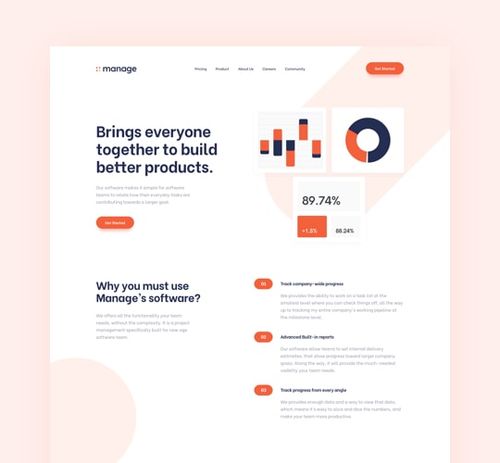 manage
Pricing Product About Us Careers Community
Get Started
Brings everyone
together to build
better products.
Our software makes it simple for software
teams to where how their everyday tasks are
contributing towards a larger goal.
Get Started
89.74%
+1.8%
88.24%
Why you must use
Manage's software?
We offers all the functionality your team
needs, without the complexity. It is a project
management specifically built for new age
software team.
01 Track company-wide progress
We provides the ability to work on a task list at the
smallest level where you can check things off, all the way
up to tracking my entire company's working pipeline at
the milestone level.
02 Advanced Built-in reports
Our software allow teams to set internal delivery
estimates, that allow progress toward larger company
goals. Along the way, it will provide the much-needed
visibility your team needs.
03 Track progress from every angle
We provides enough data and a way to view that data,
which means it's easy to slice and dice the numbers, and
make your team more productive.